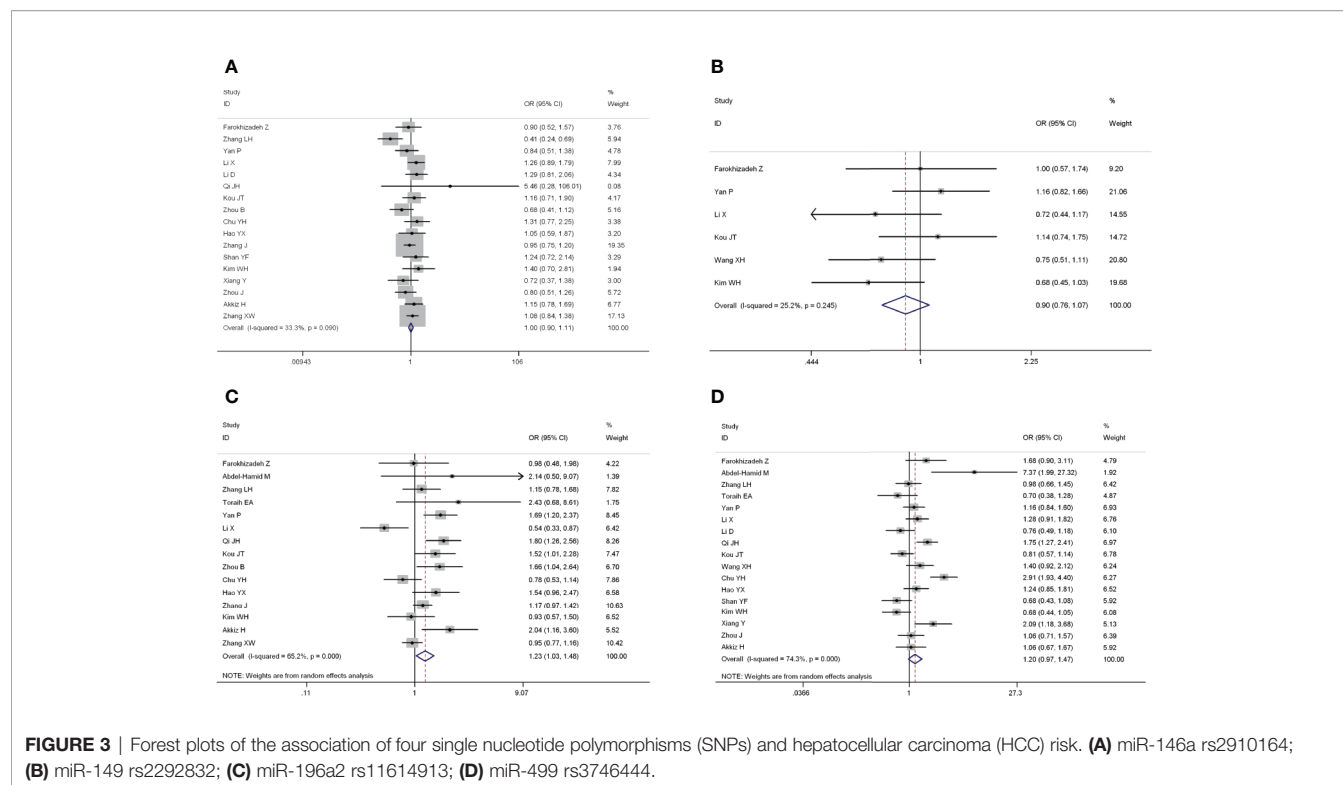 A
Study
%
ID
OR (95% CI)
Weight
Farokhizadeh Z 0.90 (0.52, 1.57) 3.76
Zhang LH 0.41 (0.24, 0.69) 5.94
Yan P 0.84 (0.51, 1.38) 4.78
Li X 1.26 (0.89, 1.79) 7.99
Li D 1.29 (0.81, 2.06) 4.34
Qi JH 5.46 (0.28, 106.01) 0.08
Kou JT 1.16 (0.71, 1.90) 4.17
Zhou B 0.68 (0.41, 1.12) 5.16
Chu YH 1.31 (0.77, 2.25) 3.38
Hao YX 1.05 (0.59, 1.87) 3.20
Zhang J 0.95 (0.75, 1.20) 19.35
Shan YF 1.24 (0.72, 2.14) 3.29
Kim WH 1.40 (0.70, 2.81) 1.94
Xiang Y 0.72 (0.37, 1.38) 3.00
Zhou J 0.80 (0.51, 1.26) 5.72
Akkiz H 1.15 (0.78, 1.69) 6.77
Zhang XW 1.08 (0.84, 1.38) 17.13
Overall (I-squared = 33.3%, p = 0.090) 1.00 (0.90, 1.11) 100.00
.00943 1 106
B
Study
%
ID
OR (95% CI)
Weight
Farokhizadeh Z 1.00 (0.57, 1.74) 9.20
Yan P 1.16 (0.82, 1.66) 21.06
Li X 0.72 (0.44, 1.17) 14.55
Kou JT 1.14 (0.74, 1.75) 14.72
Wang XH 0.75 (0.51, 1.11) 20.80
Kim WH 0.68 (0.45, 1.03) 19.68
Overall (I-squared = 25.2%, p = 0.245) 0.90 (0.76, 1.07) 100.00
.444 1 2.25
C
Study
%
ID
OR (95% CI)
Weight
Farokhizadeh Z 0.98 (0.48, 1.98) 4.22
Abdel-Hamid M 2.14 (0.50, 9.07) 1.39
Zhang LH 1.15 (0.78, 1.68) 7.82
Toraih EA 2.43 (0.68, 8.61) 1.75
Yan P 1.69 (1.20, 2.37) 8.45
Li X 0.54 (0.33, 0.87) 6.42
Qi JH 1.80 (1.26, 2.56) 8.26
Kou JT 1.52 (1.01, 2.28) 7.47
Zhou B 1.66 (1.04, 2.64) 6.70
Chu YH 0.78 (0.53, 1.14) 7.86
Hao YX 1.54 (0.96, 2.47) 6.58
Zhang J 1.17 (0.97, 1.42) 10.63
Kim WH 0.93 (0.57, 1.50) 6.52
Akkiz H 2.04 (1.16, 3.60) 5.52
Zhang XW 0.95 (0.77, 1.16) 10.42
Overall (I-squared = 65.2%, p = 0.000) 1.23 (1.03, 1.48) 100.00
NOTE: Weights are from random effects analysis
.11 1 9.07
D
Study
%
ID
OR (95% CI)
Weight
Farokhizadeh Z 1.68 (0.90, 3.11) 4.79
Abdel-Hamid M 7.37 (1.99, 27.32) 1.92
Zhang LH 0.98 (0.66, 1.45) 6.42
Toraih EA 0.70 (0.38, 1.28) 4.87
Yan P 1.16 (0.84, 1.60) 6.93
Li X 1.28 (0.91, 1.82) 6.76
Li D 0.76 (0.49, 1.18) 6.10
Qi JH 1.75 (1.27, 2.41) 6.97
Kou JT 0.81 (0.57, 1.14) 6.78
Wang XH 1.40 (0.92, 2.12) 6.24
Chu YH 2.91 (1.93, 4.40) 6.27
Hao YX 1.24 (0.85, 1.81) 6.52
Shan YF 0.68 (0.43, 1.08) 5.92
Kim WH 0.68 (0.44, 1.05) 6.08
Xiang Y 2.09 (1.18, 3.68) 5.13
Zhou J 1.06 (0.71, 1.57) 6.39
Akkiz H 1.06 (0.67, 1.67) 5.92
Overall (I-squared = 74.3%, p = 0.000) 1.20 (0.97, 1.47) 100.00
NOTE: Weights are from random effects analysis
.0366 1 27.3
FIGURE 3 | Forest plots of the association of four single nucleotide polymorphisms (SNPs) and hepatocellular carcinoma (HCC) risk. (A) miR-146a rs2910164;
(B) miR-149 rs2292832; (C) miR-196a2 rs11614913; (D) miR-499 rs3746444.